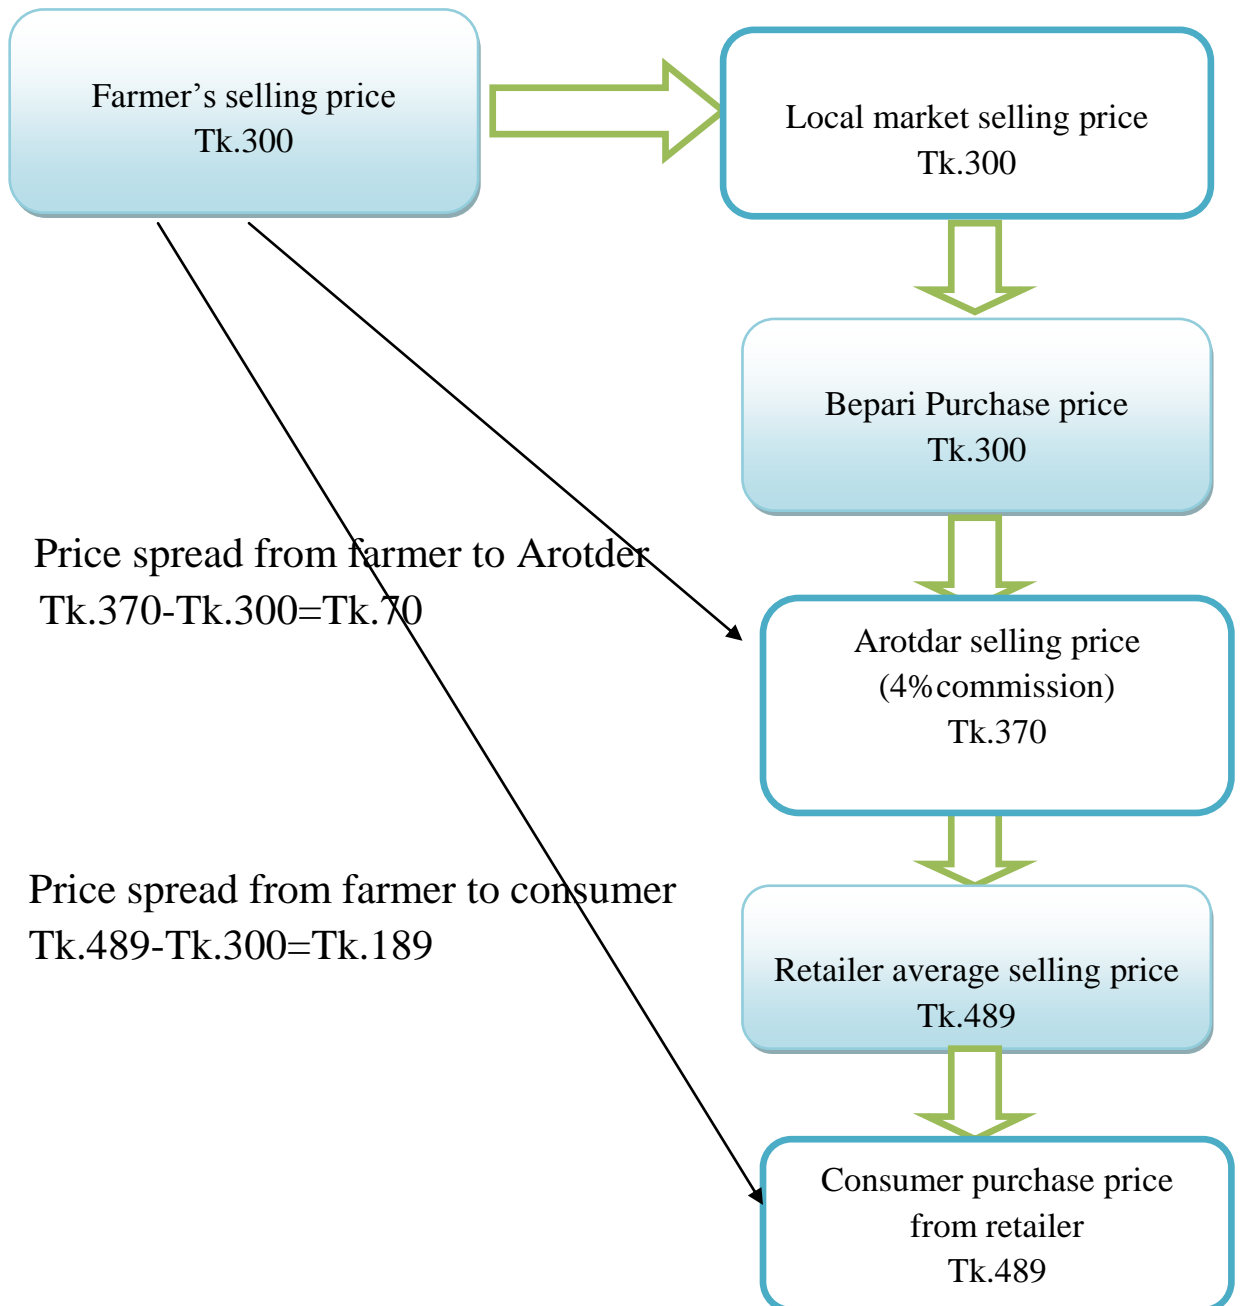 Farmer's selling price
Tk.300
Local market selling price
Tk.300
Bepari Purchase price
Tk.300
Price spread from farmer to Arotder
Tk.370-Tk.300=Tk.70
Arotdar selling price
(4%commission)
Tk.370
Price spread from farmer to consumer
Tk.489-Tk.300=Tk.189
Retailer average selling price
Tk.489
Consumer purchase price
from retailer
Tk.489